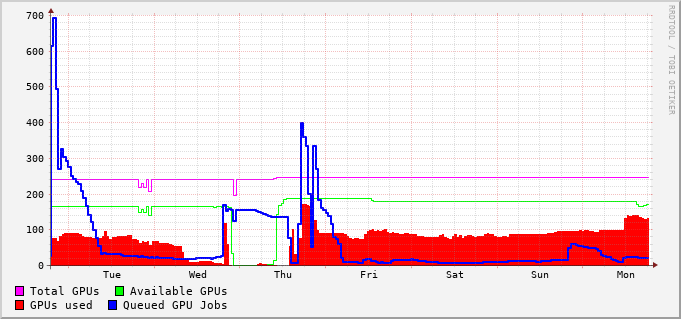 700
600
500
400
300
200
100
0
Tue Wed Thu Fri Sat Sun Mon
Total GPUs Available GPUs
GPUs used Queued GPU Jobs
RRDTOOL / TOBI OETIKER